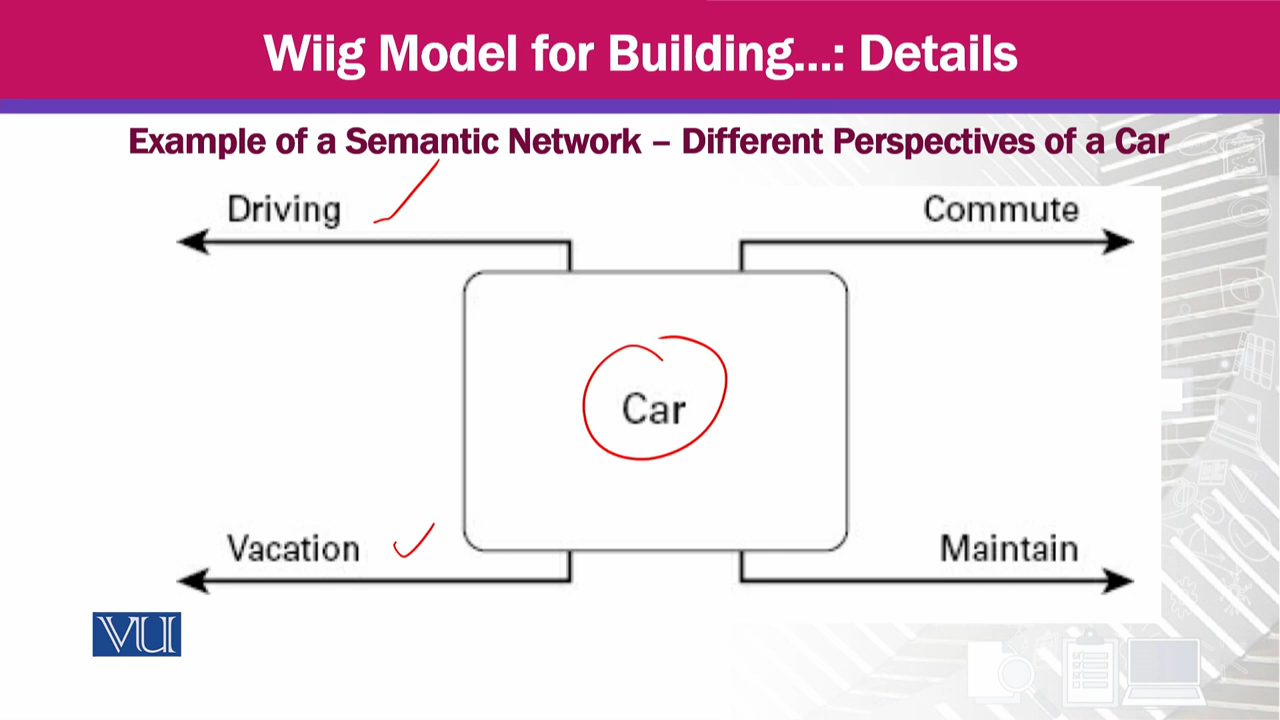 Wiig Model for Building...: Details
Example of a Semantic Network – Different Perspectives of a Car
Driving
Commute
Car
Vacation
Maintain
VU